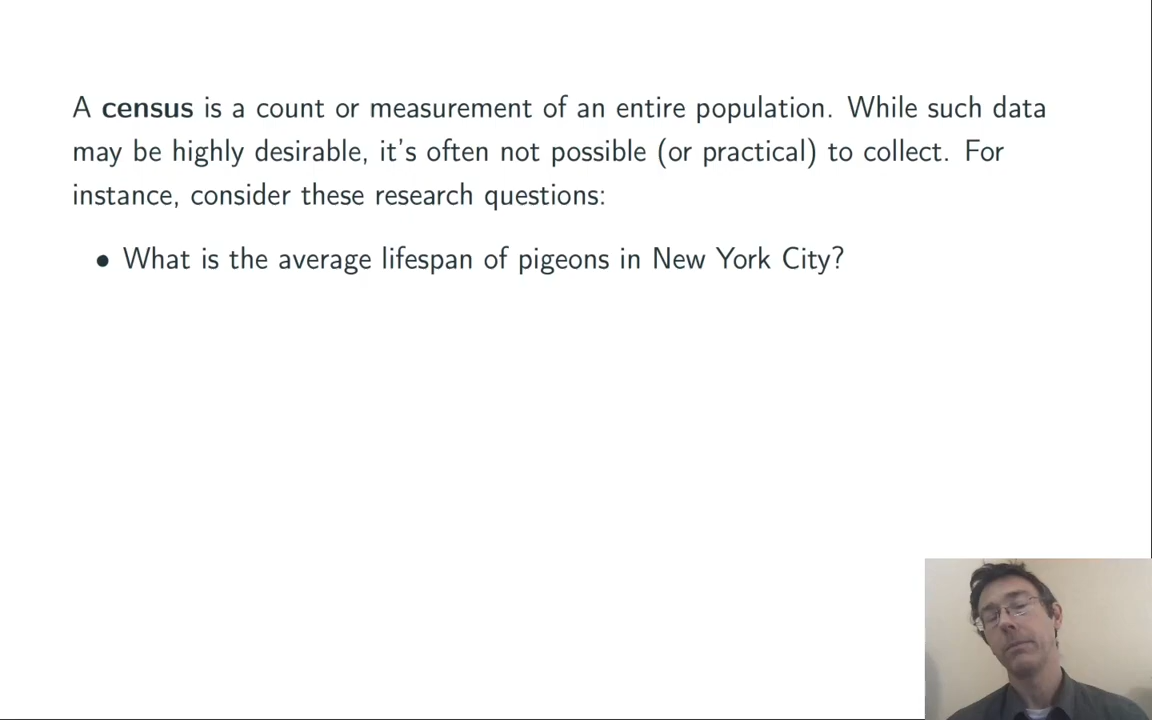 A census is a count or measurement of an entire population. While such data
may be highly desirable, it's often not possible (or practical) to collect. For
instance, consider these research questions:
• What is the average lifespan of pigeons in New York City?